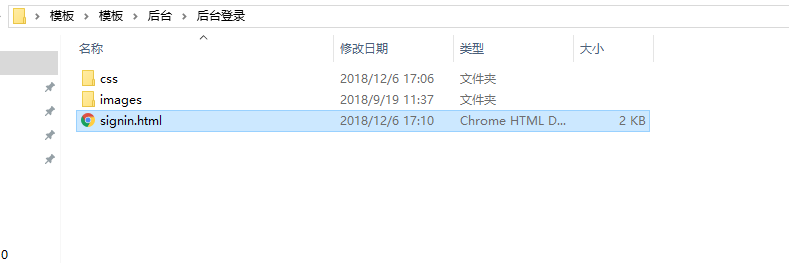 模板 > 模板 > 后台 > 后台登录
名称 修改日期 类型 大小
css 2018/12/6 17:06 文件夹
images 2018/9/19 11:37 文件夹
signin.html 2018/12/6 17:10 Chrome HTML D... 2 KB
0